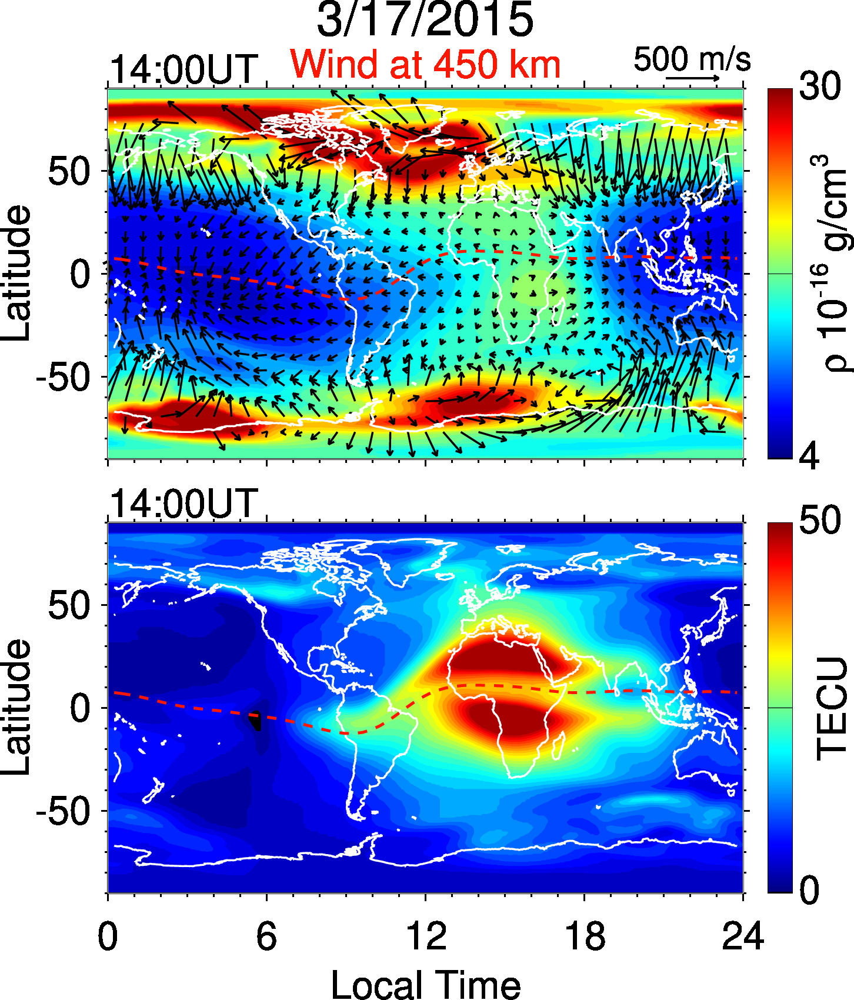 3/17/2015
14:00UT
Wind at 450 km
500 m/s
30
50
0
-50
Latitude
ρ 10-16 g/cm3
4
14:00UT
50
50
0
-50
Latitude
TECU
0
0
6
12
18
24
Local Time